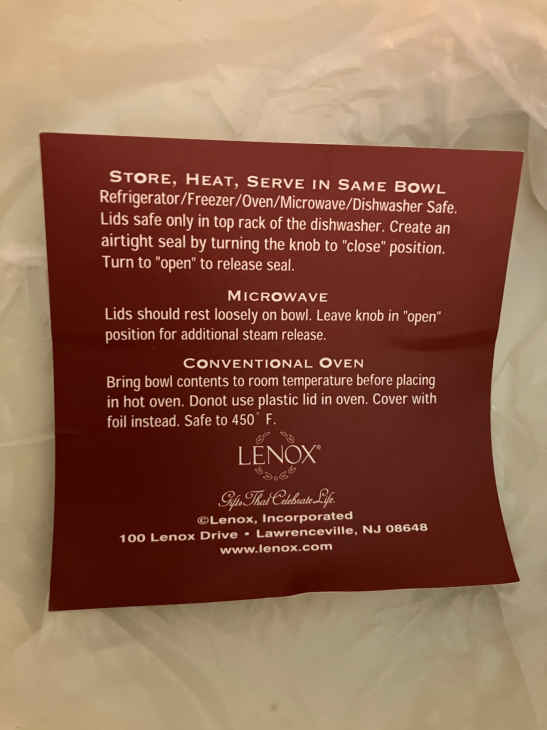 STORE, HEAT, SERVE IN SAME BOWL
Refrigerator/Freezer/Oven/Microwave/Dishwasher Safe.
Lids safe only in top rack of the dishwasher. Create an
airtight seal by turning the knob to "close" position.
Turn to "open" to release seal.
MICROWAVE
Lids should rest loosely on bowl. Leave knob in "open"
position for additional steam release.
CONVENTIONAL OVEN
Bring bowl contents to room temperature before placing
in hot oven. Donot use plastic lid in oven. Cover with
foil instead. Safe to 450° F.
LENOX®
Gifts That Celebrate Life.
©Lenox, Incorporated
100 Lenox Drive • Lawrenceville, NJ 08648
www.lenox.com